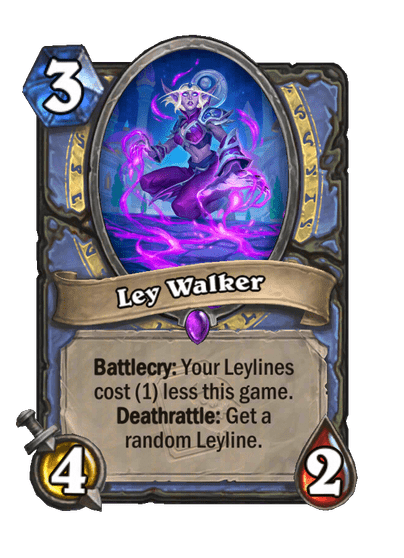 3
Ley Walker
Battlecry: Your Leylines
cost (1) less this game.
Deathrattle: Get a
random Leyline.
4
2